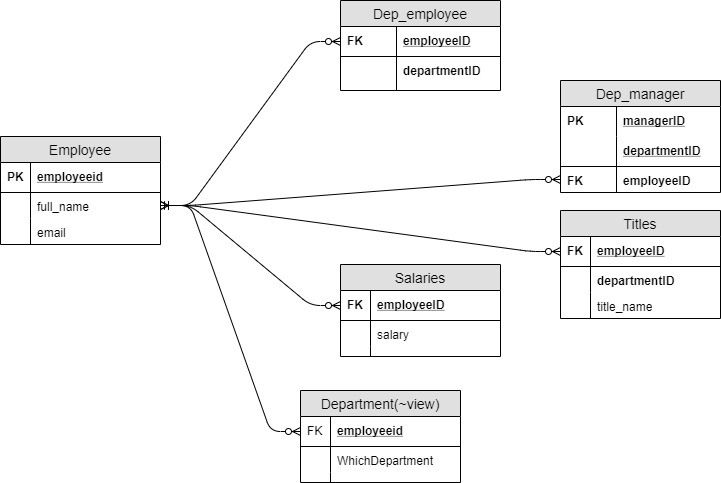 Dep_employee
FK employeeID
departmentID
Dep_manager
PK managerID
departmentID
FK employeeID
Employee
PK employeeid
full_name
email
Titles
FK employeeID
departmentID
title_name
Salaries
FK employeeID
salary
Department(~view)
FK employeeid
WhichDepartment